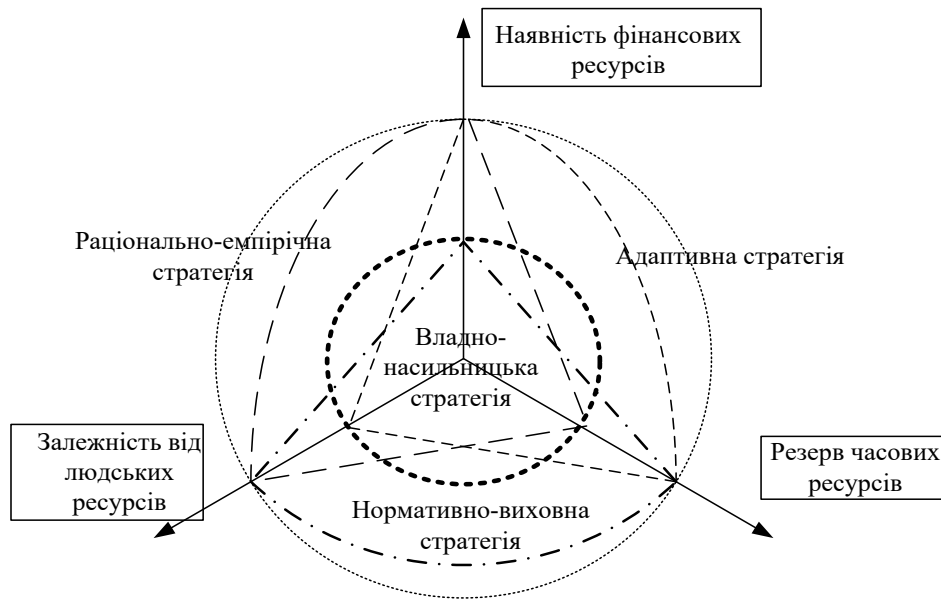 Наявність фінансових
ресурсів
Раціонально-емпірічна
стратегія
Адаптивна стратегія
Владно-
насильницька
стратегія
Залежність від
людських
ресурсів
Резерв часових
ресурсів
Нормативно-виховна
стратегія